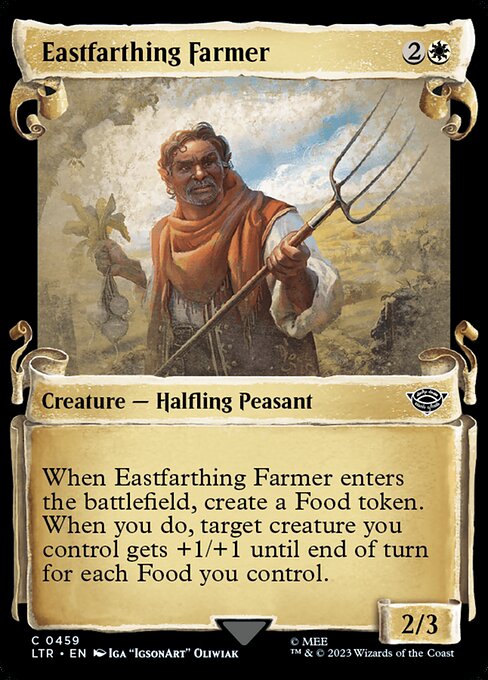 Eastfarthing Farmer 2
Creature — Halfling Peasant
When Eastfarthing Farmer enters
the battlefield, create a Food token.
When you do, target creature you
control gets +1/+1 until end of turn
for each Food you control.
2/3
C 0459
LTR • EN Iga "IgsonArt" Oliwiak
© MEE
™ & © 2023 Wizards of the Coast